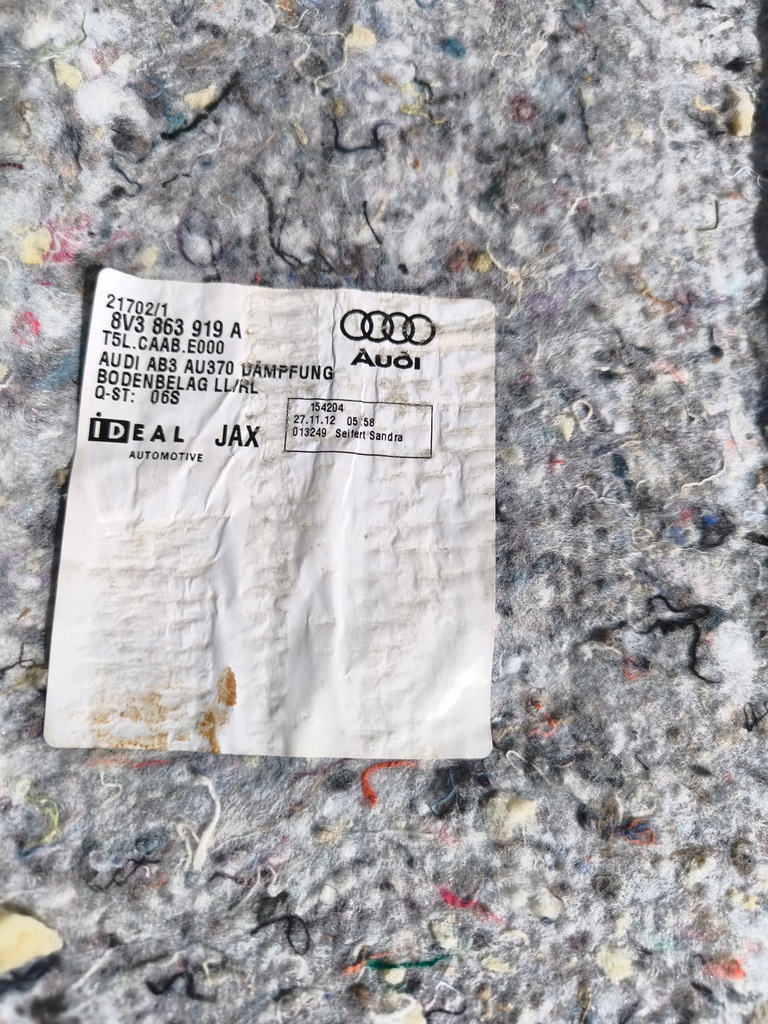 21702/1
8V3 863 919 A
T5L.CAAB.E000
AUDI AB3 AU370 DÄMPFUNG
BODENBELAG LL/RL
Q-ST: 06S
Audi
154204
27.11.12 05:58
013249 Seifert Sandra
iDEAL JAX
AUTOMOTIVE